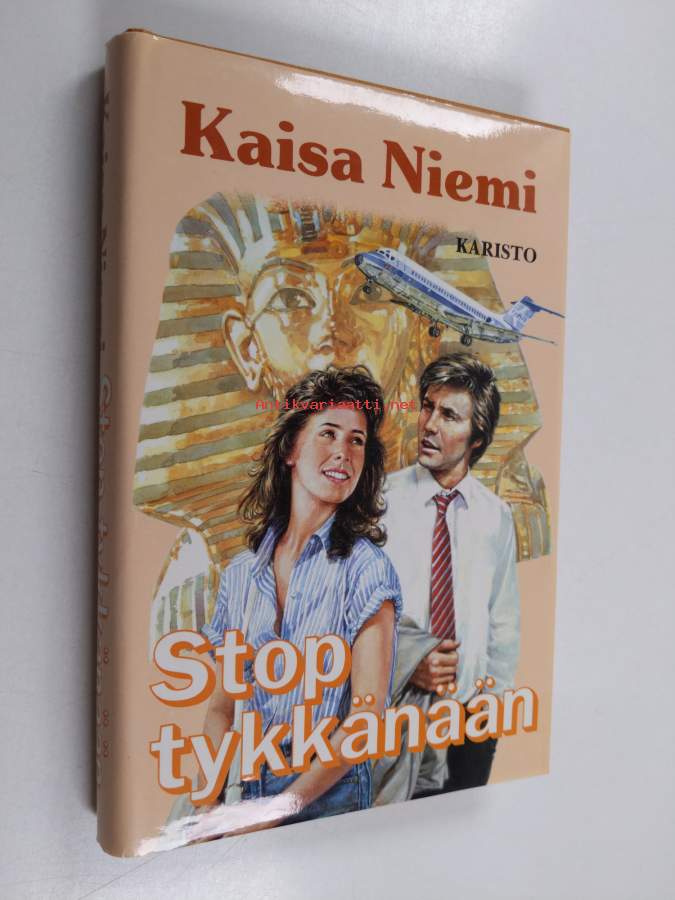 Kaisa Niemi
KARISTO
Antikvariaatti.net
Stop
tykkänään